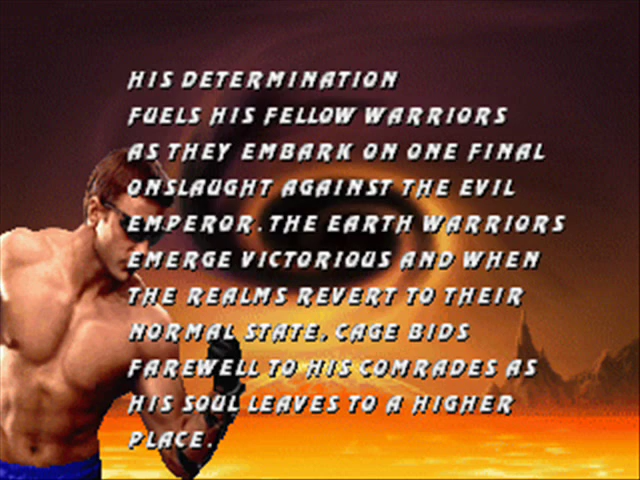 HIS DETERMINATION
FUELS HIS FELLOW WARRIORS
AS THEY EMBARK ON ONE FINAL
ONSLAUGHT AGAINST THE EVIL
EMPEROR. THE EARTH WARRIORS
EMERGE VICTORIOUS AND WHEN
THE REALMS REVERT TO THEIR
NORMAL STATE, CAGE BIDS
FAREWELL TO HIS COMRADES AS
HIS SOUL LEAVES TO A HIGHER
PLACE.